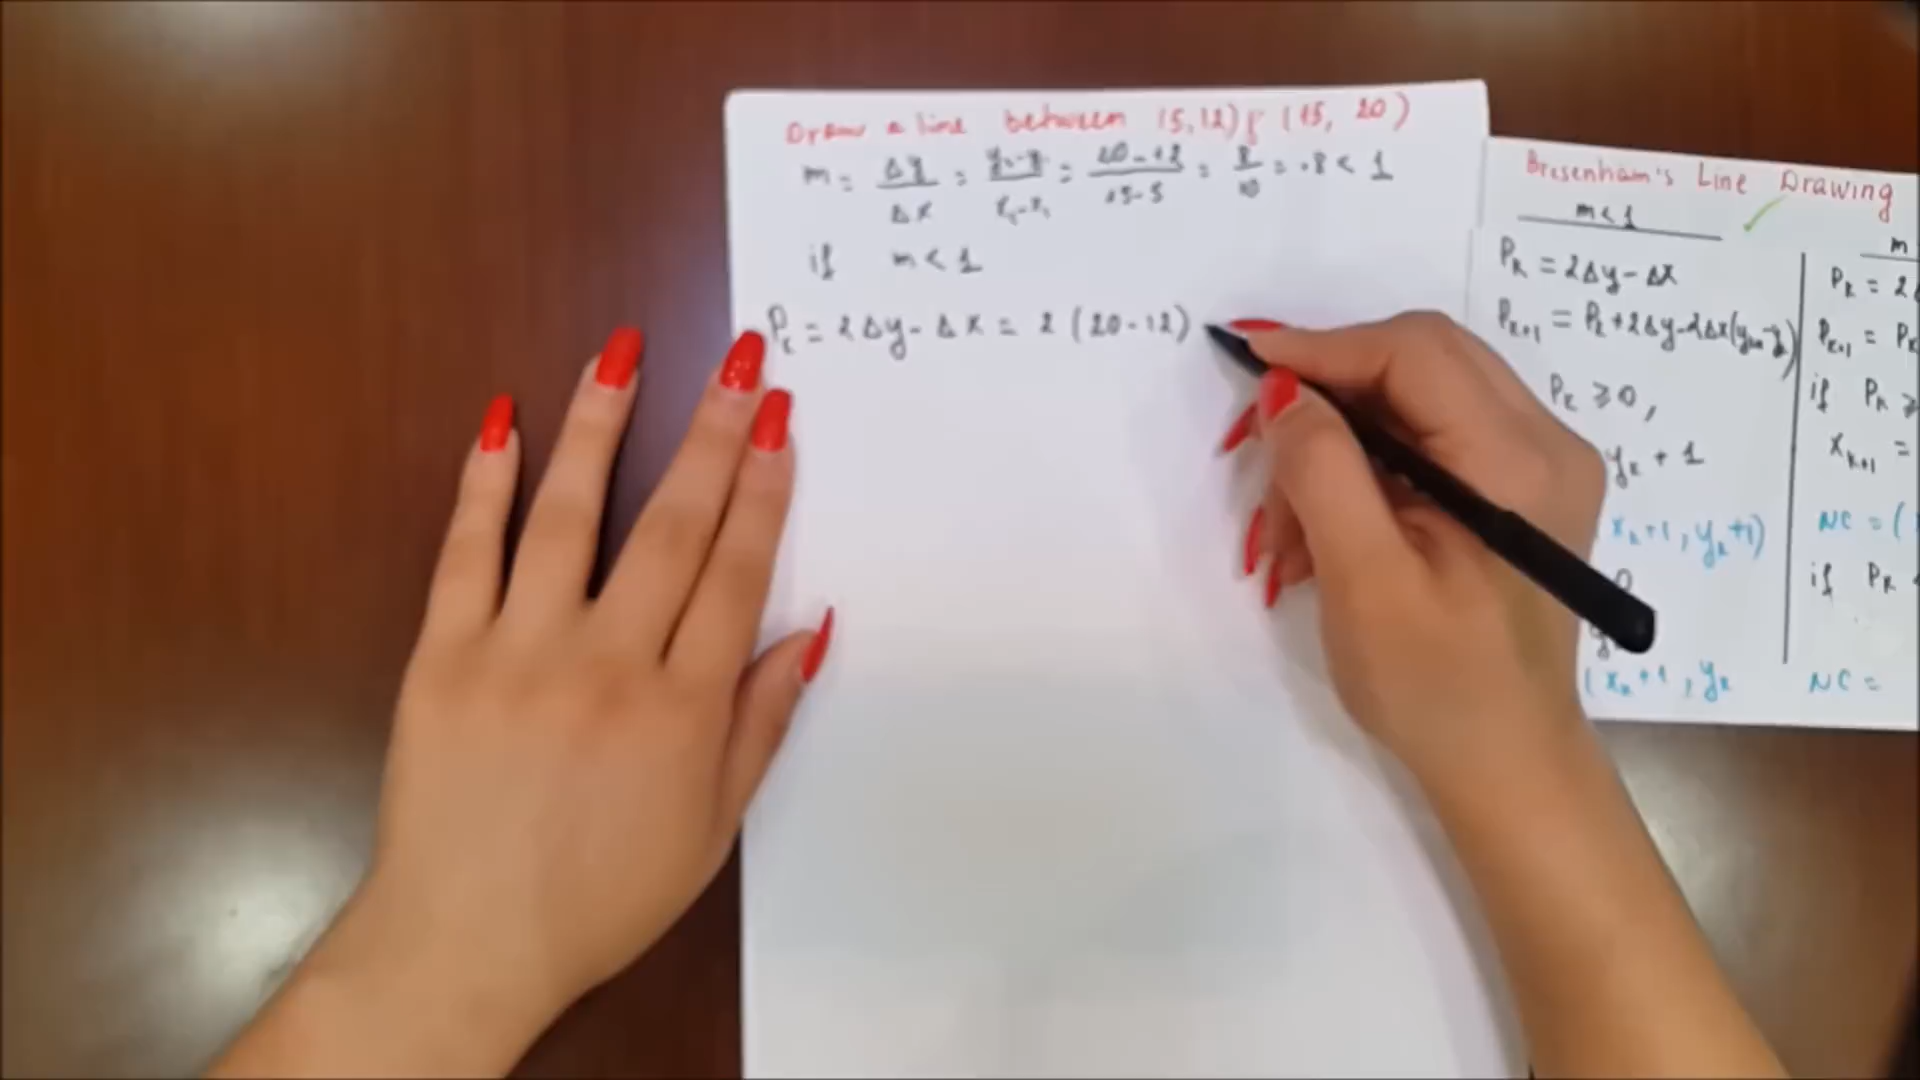 Draw a line between (5,12) & (15, 20)
m = Δy/Δx = y₂-y₁/x₂-x₁ = 20-12/15-5 = 8/10 = .8 < 1
if m < 1
Pₖ = 2Δy - Δx = 2 (20-12)
Bresenham's Line Drawing
m < 1
Pₖ = 2Δy - Δx
Pₖ₊₁ = Pₖ + 2Δy - 2Δx(yₖ₊₁-yₖ)
Pₖ ≥ 0,
yₖ + 1
xₖ+1, yₖ+1)
0
(xₖ+1, yₖ
m
Pₖ = 2
Pₖ₊₁ = Pₖ
if Pₖ ≥
xₖ₊₁ =
NC = (
if Pₖ
NC =